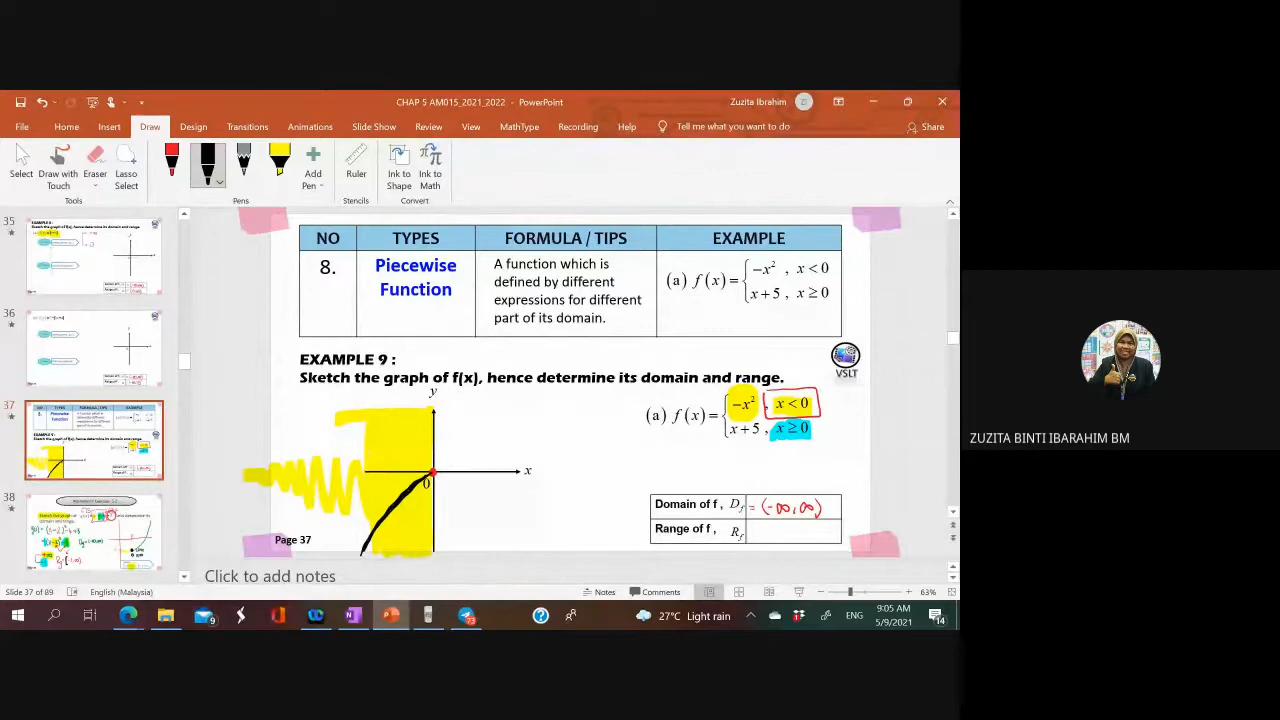 CHAP 5 AM015_2021_2022 - PowerPoint
Zuzita Ibrahim
ZI
File Home Insert Draw Design Transitions Animations Slide Show Review View MathType Recording Help Tell me what you want to do Share
Select Draw with Touch Eraser Lasso Select Add Pen Ruler Ink to Shape Ink to Math
Tools Pens Stencils Convert
35
36
37
38
NO TYPES FORMULA / TIPS EXAMPLE
8. Piecewise Function
A function which is
defined by different
expressions for different
part of its domain.
(a) f(x) = { -x² , x < 0
x + 5 , x ≥ 0
EXAMPLE 9 :
Sketch the graph of f(x), hence determine its domain and range.
VSLT
y
x
0
(a) f(x) = { -x² , x < 0
x + 5 , x ≥ 0
Domain of f , D_f = (-∞, ∞)
Range of f , R_f
Page 37
Click to add notes
ZUZITA BINTI IBARAHIM BM
Slide 37 of 89 English (Malaysia) Notes Comments 63%
9 73 27°C Light rain 1 ENG 9:05 AM
5/9/2021 14